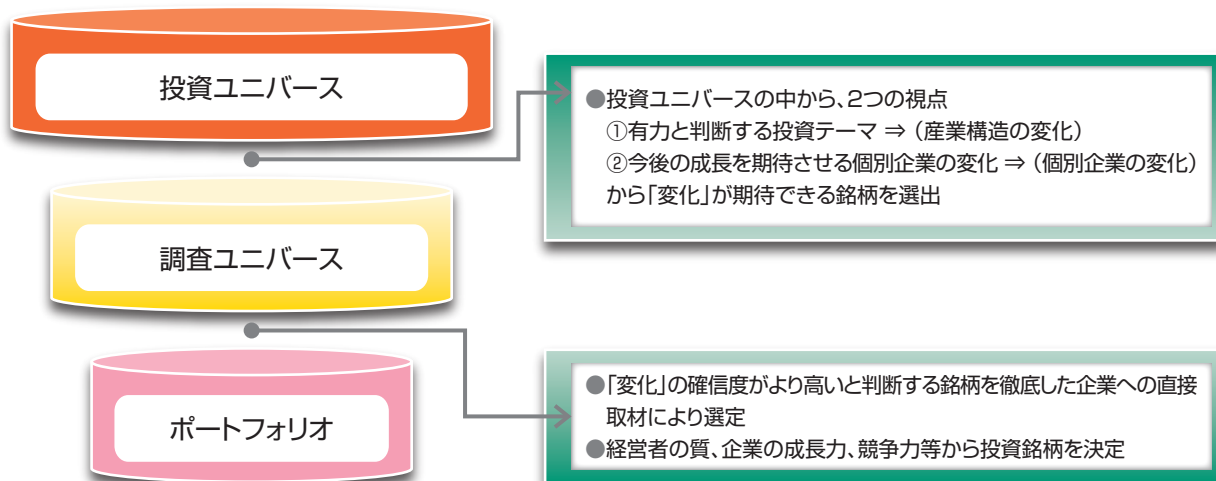 投資ユニバース
●投資ユニバースの中から、2つの視点
①有力と判断する投資テーマ ⇒ （産業構造の変化）
②今後の成長を期待させる個別企業の変化 ⇒ （個別企業の変化）
から「変化」が期待できる銘柄を選出
調査ユニバース
●「変化」の確信度がより高いと判断する銘柄を徹底した企業への直接
取材により選定
●経営者の質、企業の成長力、競争力等から投資銘柄を決定
ポートフォリオ